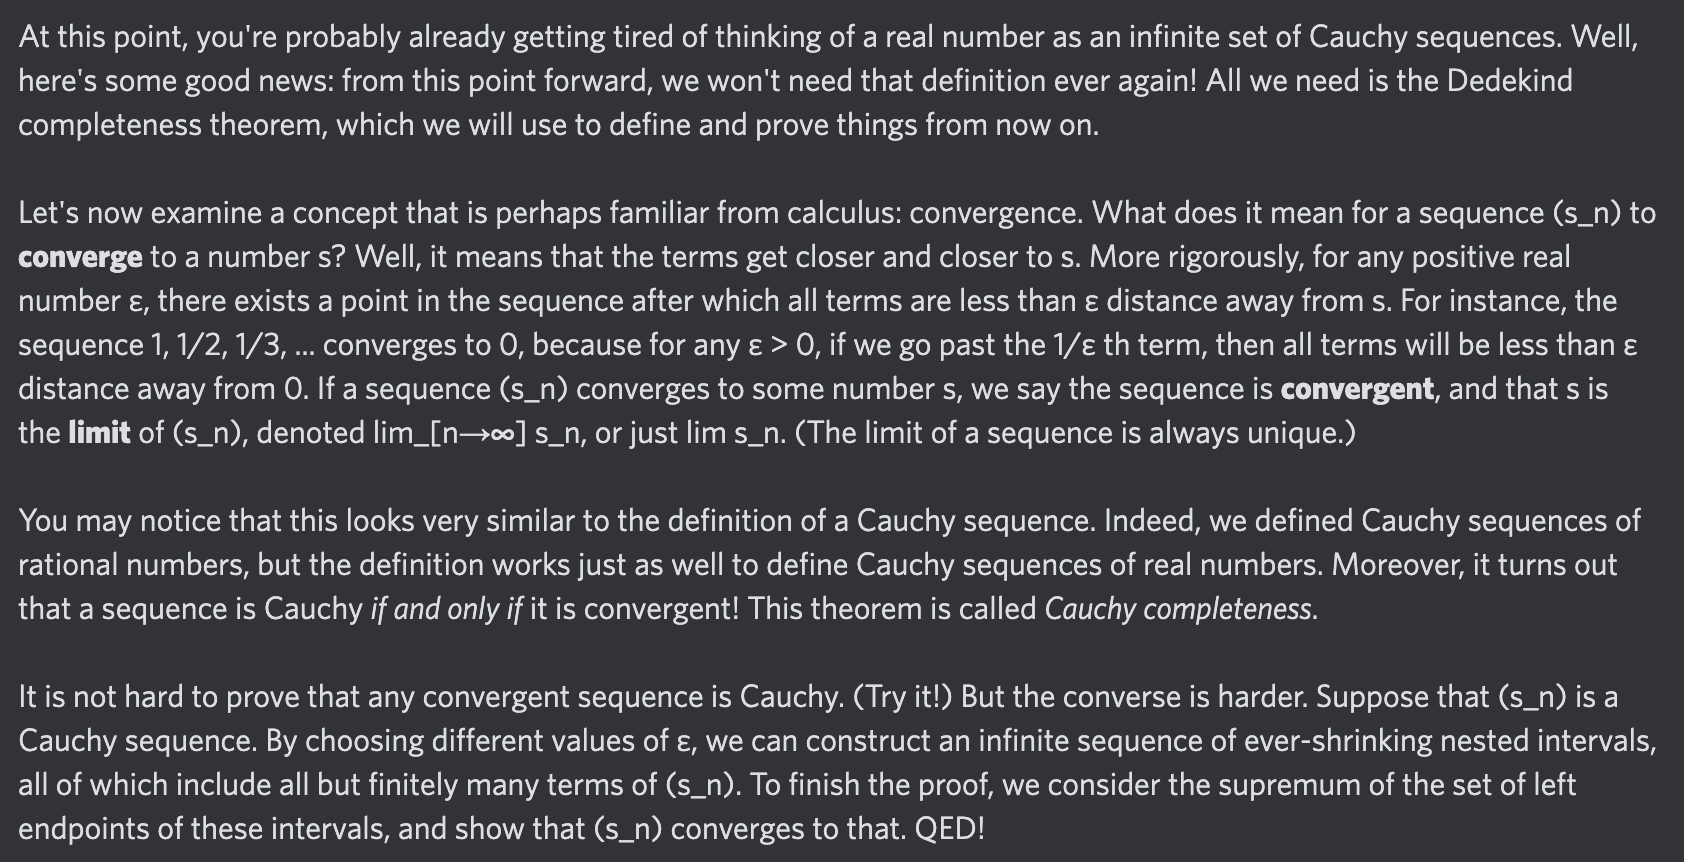 At this point, you're probably already getting tired of thinking of a real number as an infinite set of Cauchy sequences. Well,
here's some good news: from this point forward, we won't need that definition ever again! All we need is the Dedekind
completeness theorem, which we will use to define and prove things from now on.
Let's now examine a concept that is perhaps familiar from calculus: convergence. What does it mean for a sequence (s_n) to
converge to a number s? Well, it means that the terms get closer and closer to s. More rigorously, for any positive real
number ε, there exists a point in the sequence after which all terms are less than ε distance away from s. For instance, the
sequence 1, 1/2, 1/3, ... converges to 0, because for any ε > 0, if we go past the 1/ε th term, then all terms will be less than ε
distance away from 0. If a sequence (s_n) converges to some number s, we say the sequence is convergent, and that s is
the limit of (s_n), denoted lim_[n→∞] s_n, or just lim s_n. (The limit of a sequence is always unique.)
You may notice that this looks very similar to the definition of a Cauchy sequence. Indeed, we defined Cauchy sequences of
rational numbers, but the definition works just as well to define Cauchy sequences of real numbers. Moreover, it turns out
that a sequence is Cauchy if and only if it is convergent! This theorem is called Cauchy completeness.
It is not hard to prove that any convergent sequence is Cauchy. (Try it!) But the converse is harder. Suppose that (s_n) is a
Cauchy sequence. By choosing different values of ε, we can construct an infinite sequence of ever-shrinking nested intervals,
all of which include all but finitely many terms of (s_n). To finish the proof, we consider the supremum of the set of left
endpoints of these intervals, and show that (s_n) converges to that. QED!